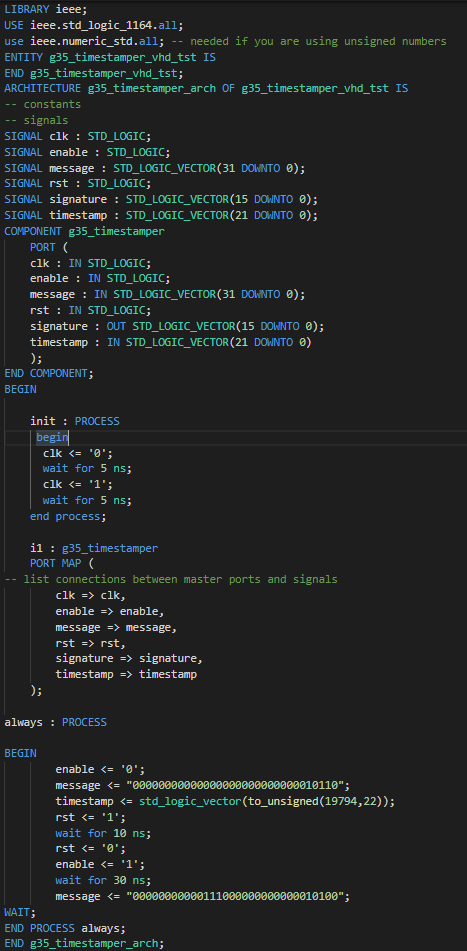 LIBRARY ieee;
USE ieee.std_logic_1164.all;
use ieee.numeric_std.all; -- needed if you are using unsigned numbers
ENTITY g35_timestamper_vhd_tst IS
END g35_timestamper_vhd_tst;
ARCHITECTURE g35_timestamper_arch OF g35_timestamper_vhd_tst IS
-- constants
-- signals
SIGNAL clk : STD_LOGIC;
SIGNAL enable : STD_LOGIC;
SIGNAL message : STD_LOGIC_VECTOR(31 DOWNTO 0);
SIGNAL rst : STD_LOGIC;
SIGNAL signature : STD_LOGIC_VECTOR(15 DOWNTO 0);
SIGNAL timestamp : STD_LOGIC_VECTOR(21 DOWNTO 0);
COMPONENT g35_timestamper
PORT (
clk : IN STD_LOGIC;
enable : IN STD_LOGIC;
message : IN STD_LOGIC_VECTOR(31 DOWNTO 0);
rst : IN STD_LOGIC;
signature : OUT STD_LOGIC_VECTOR(15 DOWNTO 0);
timestamp : IN STD_LOGIC_VECTOR(21 DOWNTO 0)
);
END COMPONENT;
BEGIN
init : PROCESS
begin
clk <= '0';
wait for 5 ns;
clk <= '1';
wait for 5 ns;
end process;
i1 : g35_timestamper
PORT MAP (
-- list connections between master ports and signals
clk => clk,
enable => enable,
message => message,
rst => rst,
signature => signature,
timestamp => timestamp
);
always : PROCESS
BEGIN
enable <= '0';
message <= "00000000000000000000000000010110";
timestamp <= std_logic_vector(to_unsigned(19794,22));
rst <= '1';
wait for 10 ns;
rst <= '0';
enable <= '1';
wait for 30 ns;
message <= "00000000000111000000000000010100";
WAIT;
END PROCESS always;
END g35_timestamper_arch;